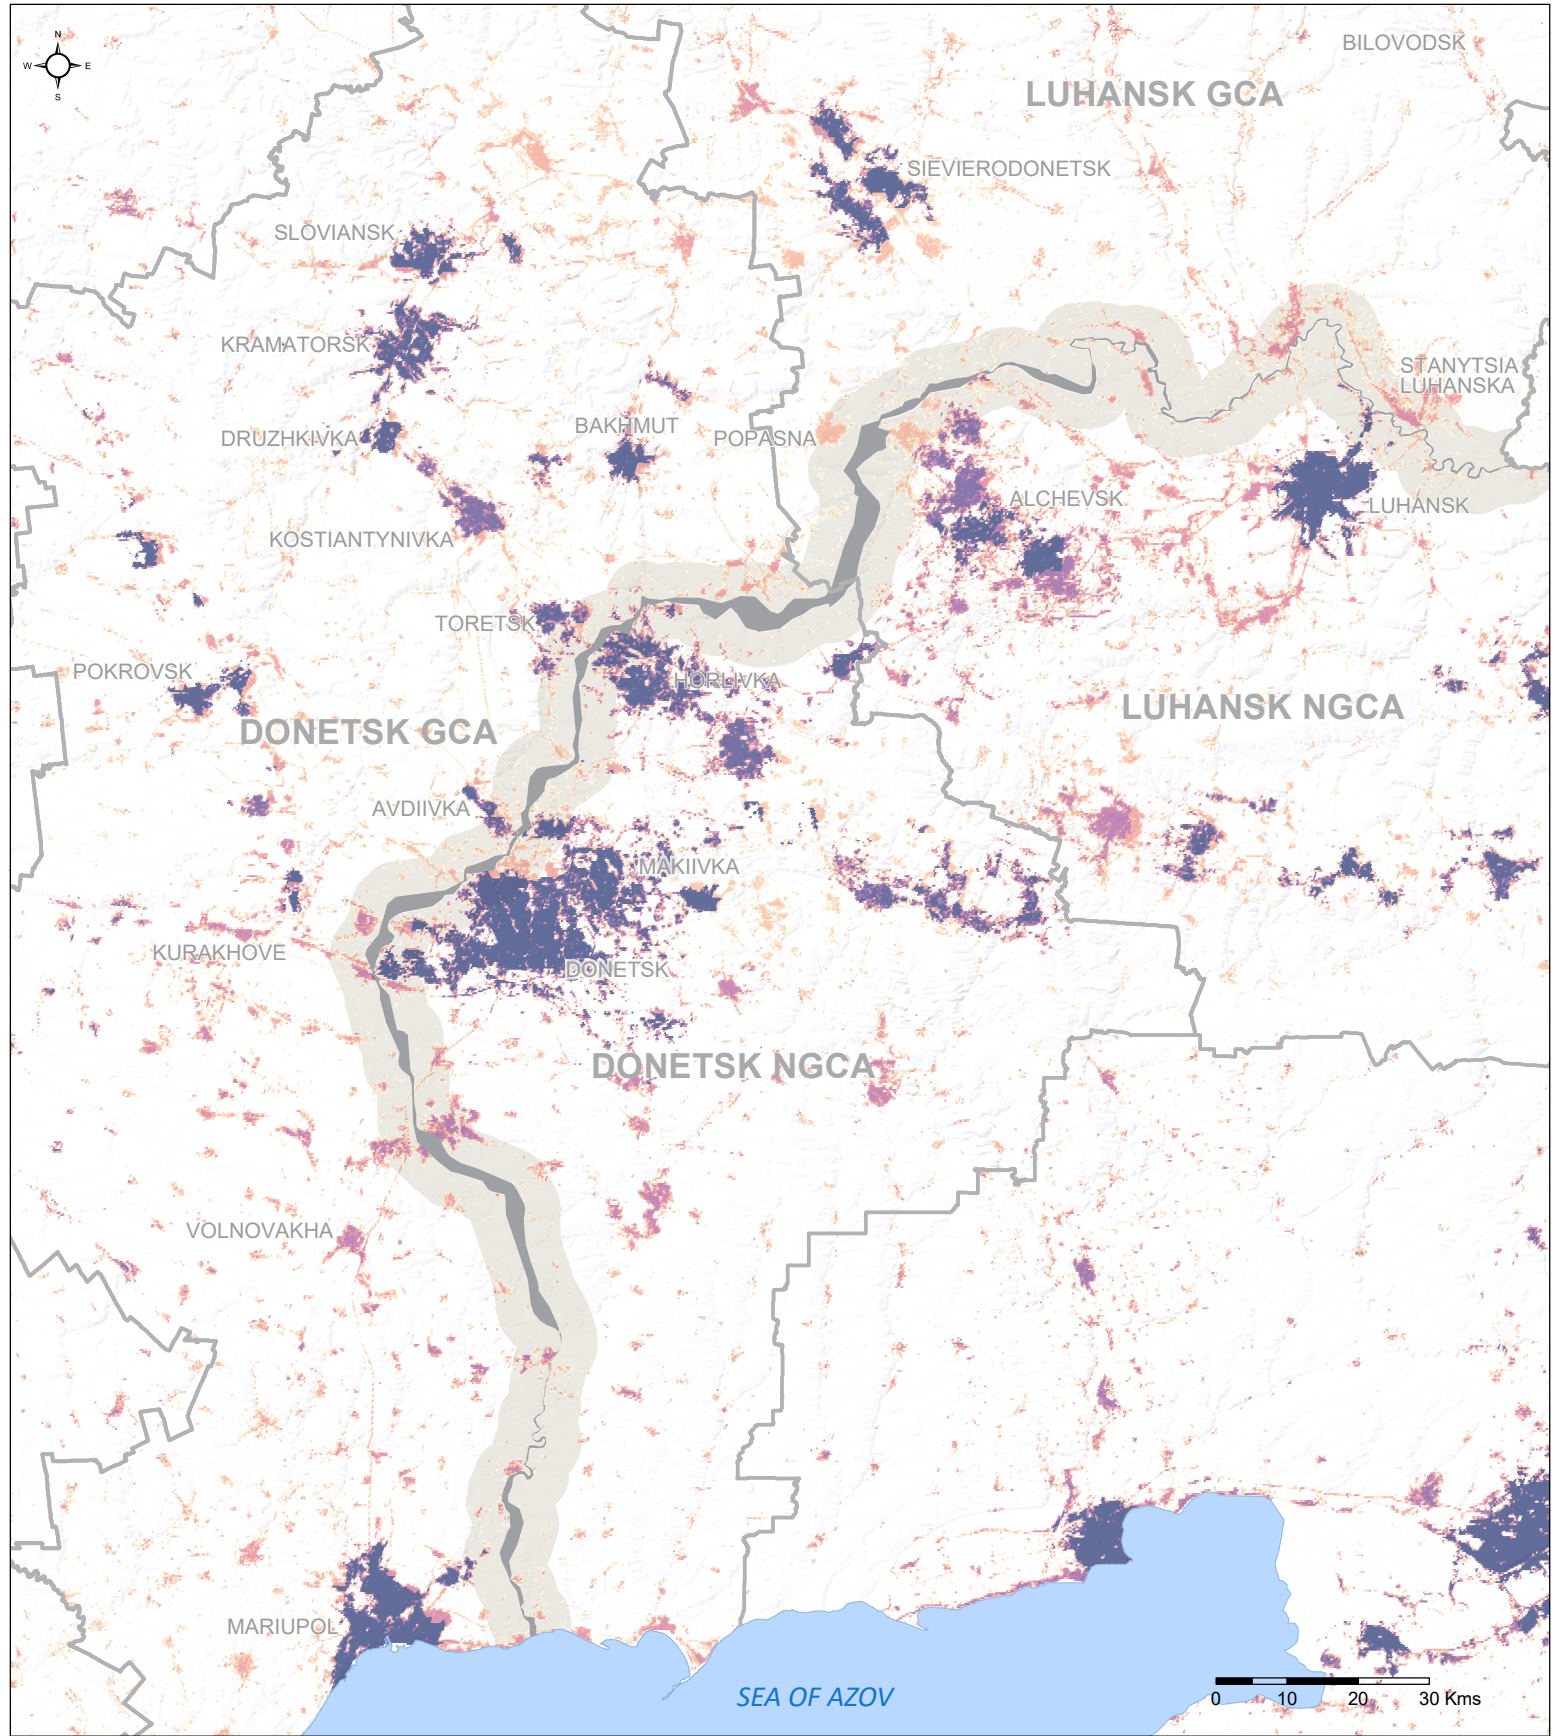 N
W E
S
BILOVODSK
LUHANSK GCA
SIEVIERODONETSK
SLOVIANSK
KRAMATORSK
STANYTSIA
LUHANSKA
DRUZHKIVKA
BAKHMUT
POPASNA
ALCHEVSK
LUHANSK
KOSTIANTYNIVKA
TORETSK
POKROVSK
HORLIVKA
LUHANSK NGCA
DONETSK GCA
AVDIIVKA
MAKIIVKA
KURAKHOVE
DONETSK
DONETSK NGCA
VOLNOVAKHA
MARIUPOL
SEA OF AZOV
0 10 20 30 Kms